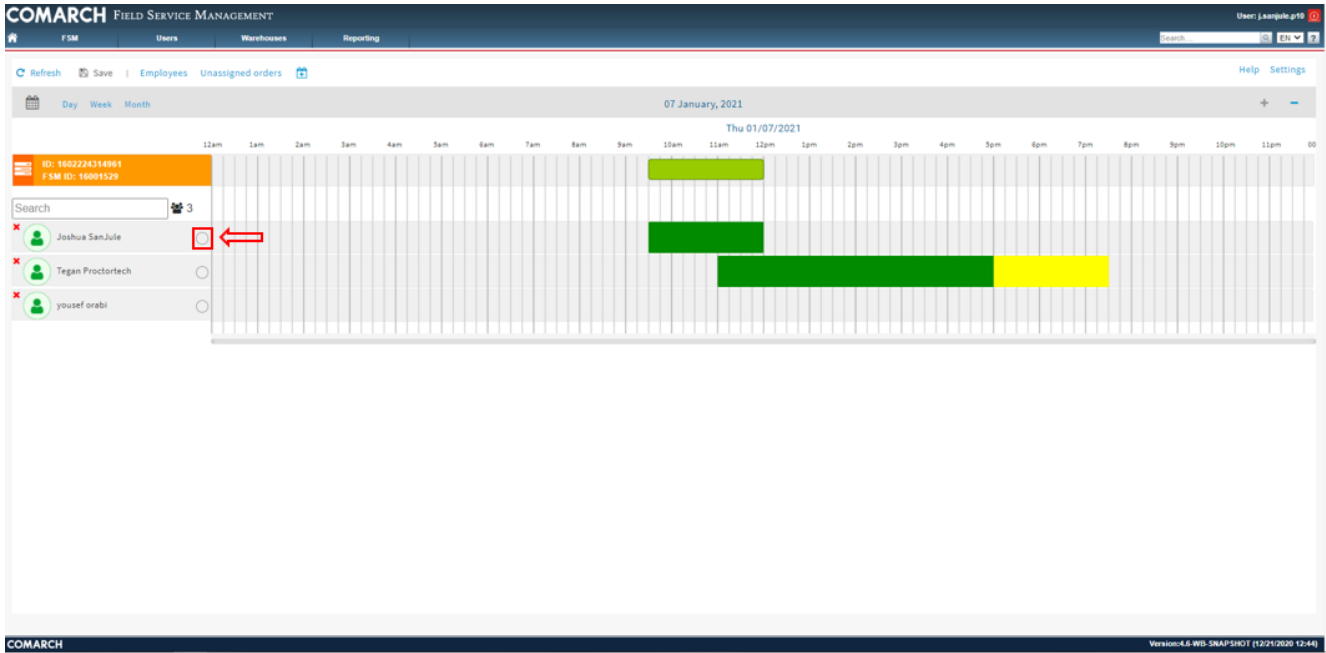 COMARCH FIELD SERVICE MANAGEMENT
User: j.sanjule.p10
FSM Users Warehouses Reporting
Search... EN ?
Refresh Save | Employees Unassigned orders
Help Settings
Day Week Month
07 January, 2021
+ −
Thu 01/07/2021
12am 1am 2am 3am 4am 5am 6am 7am 8am 9am 10am 11am 12pm 1pm 2pm 3pm 4pm 5pm 6pm 7pm 8pm 9pm 10pm 11pm 00
ID: 1602224314961
FSM ID: 16001529
Search 3
Joshua SanJule
Tegan Proctortech
yousef orabi
COMARCH
Version:4.6-WB-SNAPSHOT (12/21/2020 12:44)